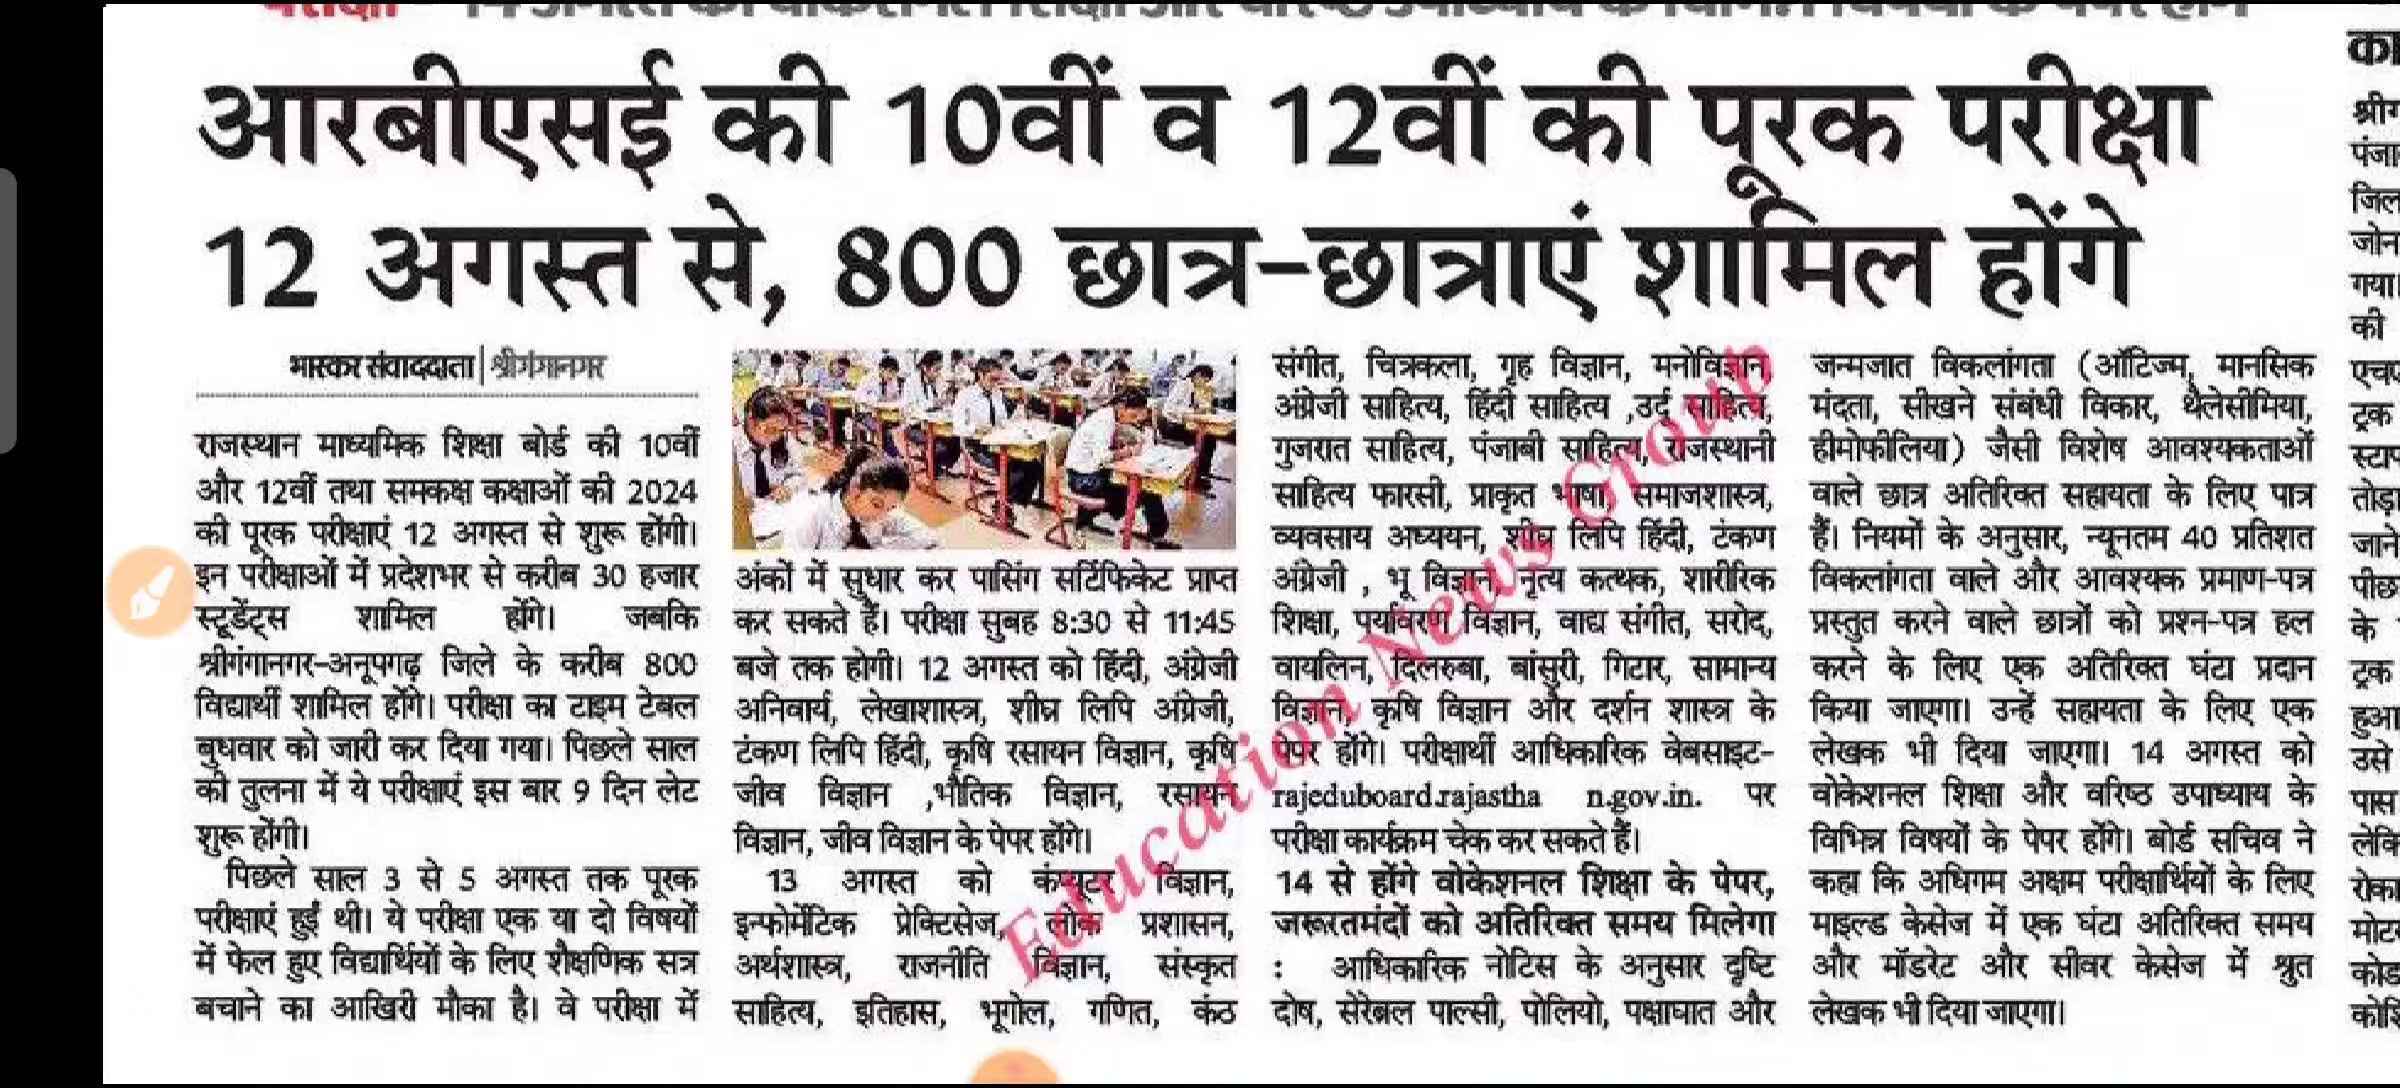 आरबीएसई की 10वीं व 12वीं की पूरक परीक्षा
12 अगस्त से, 800 छात्र-छात्राएं शामिल होंगे
भास्कर संवाददाता | श्रीगंगानगर
राजस्थान माध्यमिक शिक्षा बोर्ड की 10वीं
और 12वीं तथा समकक्ष कक्षाओं की 2024
की पूरक परीक्षाएं 12 अगस्त से शुरू होंगी।
इन परीक्षाओं में प्रदेशभर से करीब 30 हजार
स्टूडेंट्स शामिल होंगे। जबकि
श्रीगंगानगर-अनूपगढ़ जिले के करीब 800
विद्यार्थी शामिल होंगे। परीक्षा का टाइम टेबल
बुधवार को जारी कर दिया गया। पिछले साल
की तुलना में ये परीक्षाएं इस बार 9 दिन लेट
शुरू होंगी।
पिछले साल 3 से 5 अगस्त तक पूरक
परीक्षाएं हुई थी। ये परीक्षा एक या दो विषयों
में फेल हुए विद्यार्थियों के लिए शैक्षणिक सत्र
बचाने का आखिरी मौका है। वे परीक्षा में
अंकों में सुधार कर पासिंग सर्टिफिकेट प्राप्त
कर सकते हैं। परीक्षा सुबह 8:30 से 11:45
बजे तक होगी। 12 अगस्त को हिंदी, अंग्रेजी
अनिवार्य, लेखाशास्त्र, शीघ्र लिपि अंग्रेजी,
टंकण लिपि हिंदी, कृषि रसायन विज्ञान, कृषि
जीव विज्ञान ,भौतिक विज्ञान, रसायन
विज्ञान, जीव विज्ञान के पेपर होंगे।
13 अगस्त को कंप्यूटर विज्ञान,
इन्फोर्मेटिक प्रेक्टिसेज, लोक प्रशासन,
अर्थशास्त्र, राजनीति विज्ञान, संस्कृत
साहित्य, इतिहास, भूगोल, गणित, कंठ
संगीत, चित्रकला, गृह विज्ञान, मनोविज्ञान,
अंग्रेजी साहित्य, हिंदी साहित्य ,उर्दू साहित्य,
गुजरात साहित्य, पंजाबी साहित्य, राजस्थानी
साहित्य फारसी, प्राकृत भाषा, समाजशास्त्र,
व्यवसाय अध्ययन, शीघ्र लिपि हिंदी, टंकण
अंग्रेजी , भू विज्ञान, नृत्य कत्थक, शारीरिक
शिक्षा, पर्यावरण विज्ञान, वाद्य संगीत, सरोद,
वायलिन, दिलरुबा, बांसुरी, गिटार, सामान्य
विज्ञान, कृषि विज्ञान और दर्शन शास्त्र के
पेपर होंगे। परीक्षार्थी आधिकारिक वेबसाइट-
rajeduboard.rajastha n.gov.in. पर
परीक्षा कार्यक्रम चेक कर सकते हैं।
14 से होंगे वोकेशनल शिक्षा के पेपर,
जरूरतमंदों को अतिरिक्त समय मिलेगा
: आधिकारिक नोटिस के अनुसार दृष्टि
दोष, सेरेब्रल पाल्सी, पोलियो, पक्षाघात और
जन्मजात विकलांगता (ऑटिज्म, मानसिक
मंदता, सीखने संबंधी विकार, थैलेसीमिया,
हीमोफीलिया) जैसी विशेष आवश्यकताओं
वाले छात्र अतिरिक्त सहायता के लिए पात्र
हैं। नियमों के अनुसार, न्यूनतम 40 प्रतिशत
विकलांगता वाले और आवश्यक प्रमाण-पत्र
प्रस्तुत करने वाले छात्रों को प्रश्न-पत्र हल
करने के लिए एक अतिरिक्त घंटा प्रदान
किया जाएगा। उन्हें सहायता के लिए एक
लेखक भी दिया जाएगा। 14 अगस्त को
वोकेशनल शिक्षा और वरिष्ठ उपाध्याय के
विभिन्न विषयों के पेपर होंगे। बोर्ड सचिव ने
कहा कि अधिगम अक्षम परीक्षार्थियों के लिए
माइल्ड केसेज में एक घंटा अतिरिक्त समय
और मॉडरेट और सीवर केसेज में श्रुत
लेखक भी दिया जाएगा।
Education News Group